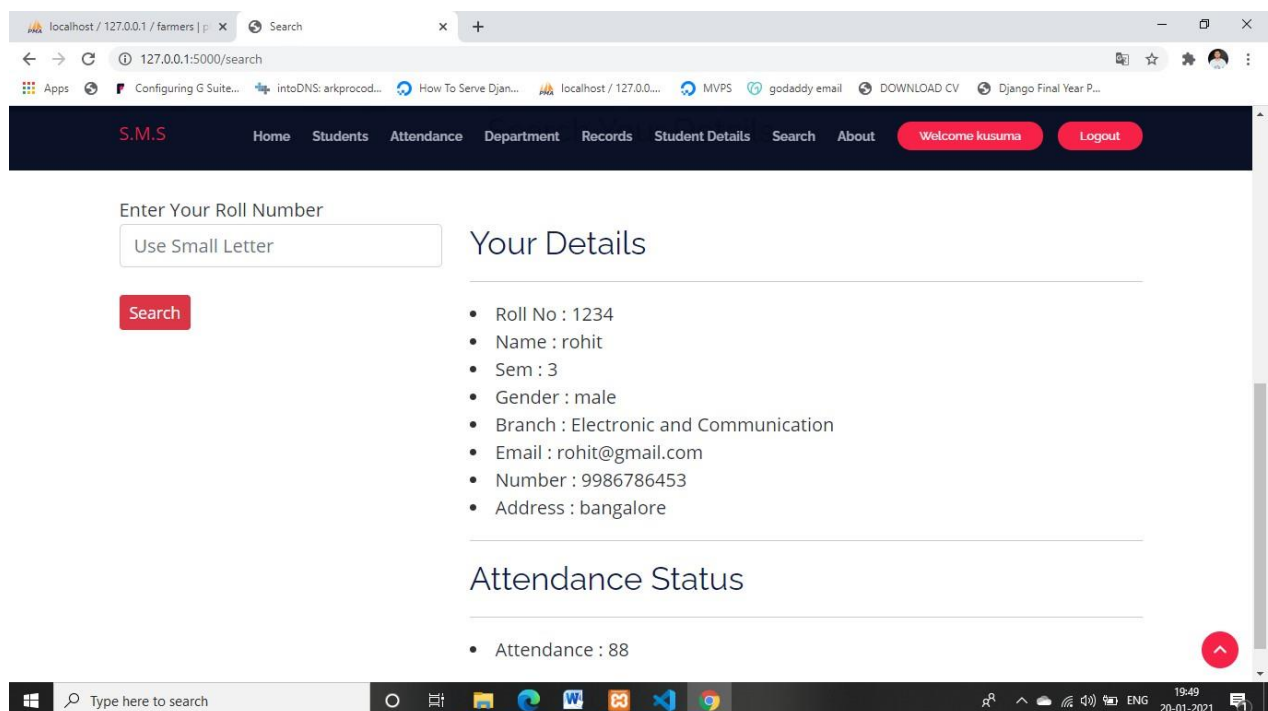 localhost / 127.0.0.1 / farmers | p
Search
127.0.0.1:5000/search
Apps
Configuring G Suite...
intoDNS: arkprocod...
How To Serve Djan...
localhost / 127.0.0....
MVPS
godaddy email
DOWNLOAD CV
Django Final Year P...
S.M.S Home Students Attendance Department Records Student Details Search About Welcome kusuma Logout
Enter Your Roll Number
Use Small Letter
Search
Your Details
• Roll No : 1234
• Name : rohit
• Sem : 3
• Gender : male
• Branch : Electronic and Communication
• Email : rohit@gmail.com
• Number : 9986786453
• Address : bangalore
Attendance Status
• Attendance : 88
Type here to search
ENG
19:49
20-01-2021